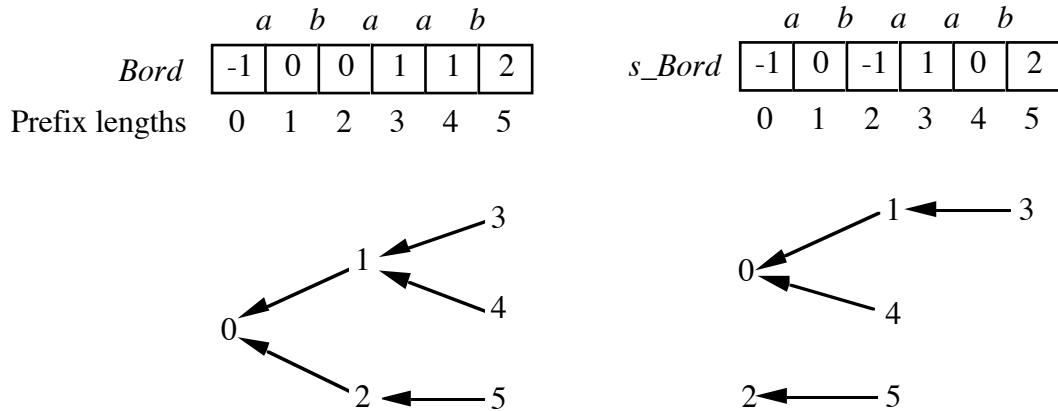 a b a a b
Bord -1 0 0 1 1 2
Prefix lengths 0 1 2 3 4 5
a b a a b
s_Bord -1 0 -1 1 0 2
0 1 2 3 4 5
3
1
4
0
2 5
1 3
0
4
2 5